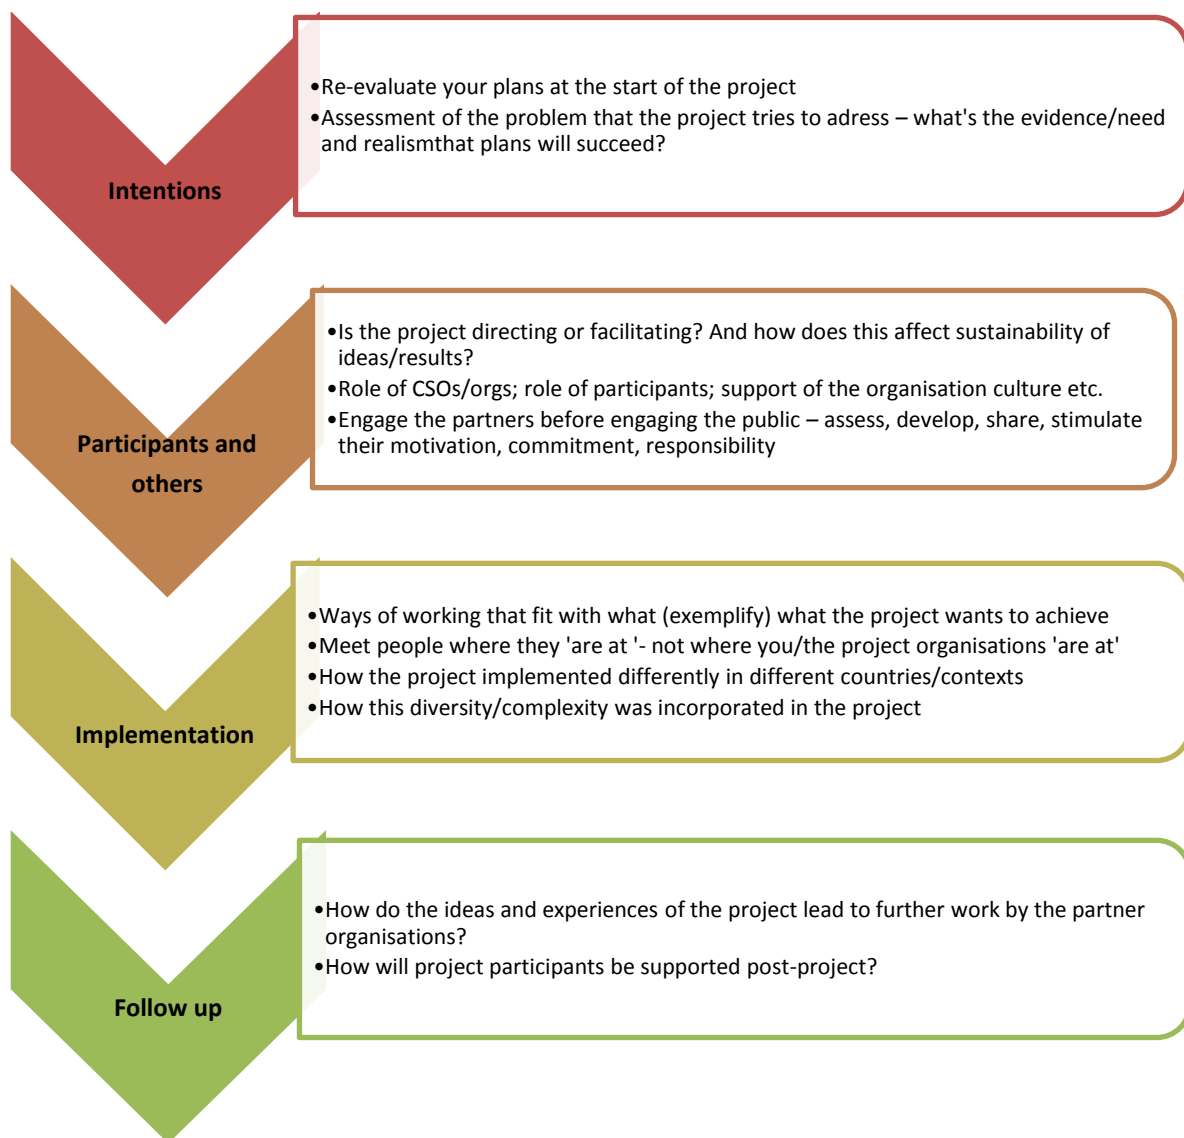 Intentions
•Re-evaluate your plans at the start of the project
•Assessment of the problem that the project tries to adress – what's the evidence/need
and realismthat plans will succeed?
Participants and
others
•Is the project directing or facilitating? And how does this affect sustainability of
ideas/results?
•Role of CSOs/orgs; role of participants; support of the organisation culture etc.
•Engage the partners before engaging the public – assess, develop, share, stimulate
their motivation, commitment, responsibility
Implementation
•Ways of working that fit with what (exemplify) what the project wants to achieve
•Meet people where they 'are at '- not where you/the project organisations 'are at'
•How the project implemented differently in different countries/contexts
•How this diversity/complexity was incorporated in the project
Follow up
•How do the ideas and experiences of the project lead to further work by the partner
organisations?
•How will project participants be supported post-project?